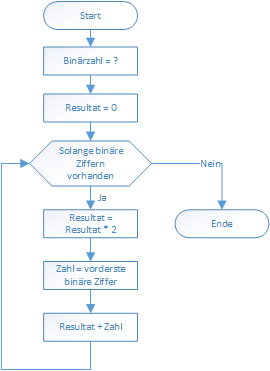 Start
Binärzahl = ?
Resultat = 0
Solange binäre
Ziffern
vorhanden
Nein
Ja
Resultat =
Resultat * 2
Ende
Zahl = vorderste
binäre Ziffer
Resultat + Zahl